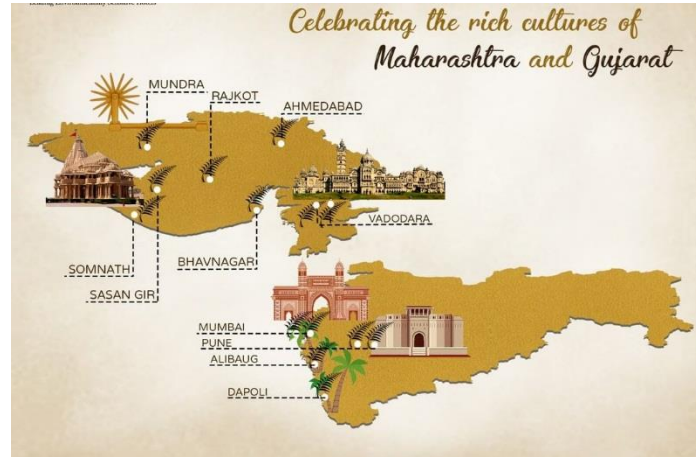 Celebrating the rich cultures of
Maharashtra and Gujarat
MUNDRA
RAJKOT
AHMEDABAD
VADODARA
BHAVNAGAR
SOMNATH
SASAN GIR
MUMBAI
PUNE
ALIBAUG
DAPOLI